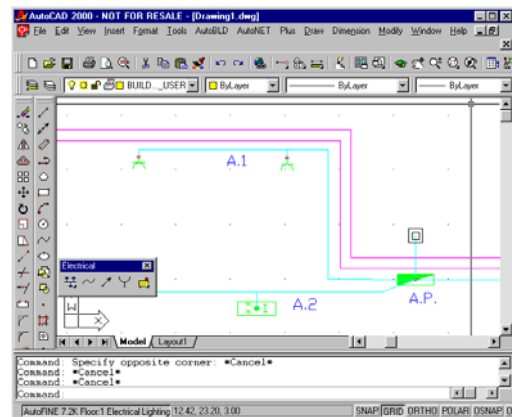 AutoCAD 2000 - NOT FOR RESALE - [Drawing1.dwg]
File Edit View Insert Format Tools AutoBLD AutoNET Plus Draw Dimension Modify Window Help
BUILD..._USER ByLayer ByLayer ByLayer
A.1
Electrical
A.2
A.P.
W
X
Model Layout1
Command: Specify opposite corner: *Cancel*
Command: *Cancel*
Command: *Cancel*
Command:
AutoFINE 7.2K Floor:1 Electrical Lighting 12.42, 23.20, 3.00 SNAP GRID ORTHO POLAR OSNAP